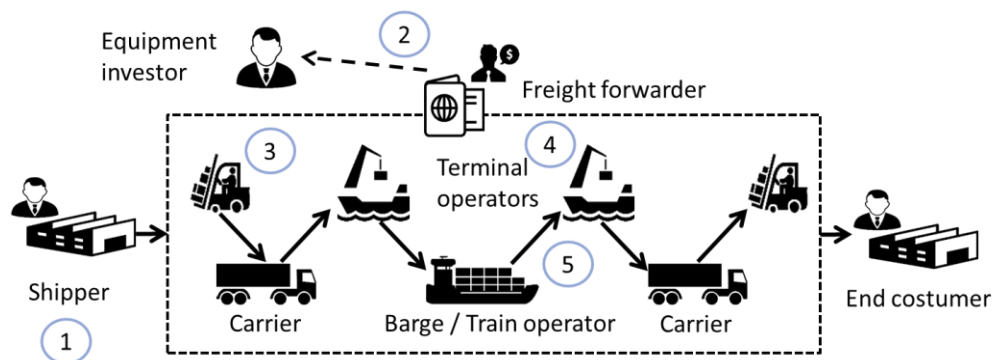 Equipment
investor
2
$
Freight forwarder
3
4
Terminal
operators
5
Shipper
1
Carrier
Barge / Train operator
Carrier
End costumer